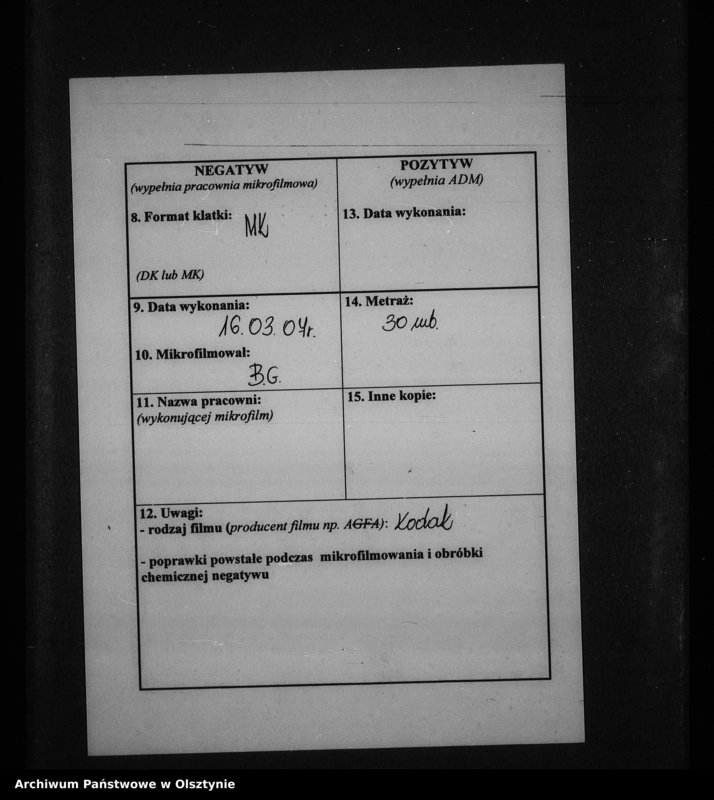 NEGATYW
(wypełnia pracownia mikrofilmowa)
8. Format klatki: MK
(DK lub MK)
9. Data wykonania:
16.03.04r.
10. Mikrofilmował:
B.G.
11. Nazwa pracowni:
(wykonującej mikrofilm)
POZYTYW
(wypełnia ADM)
13. Data wykonania:
14. Metraż:
30 mb.
15. Inne kopie:
12. Uwagi:
- rodzaj filmu (producent filmu np. AGFA): Kodak
- poprawki powstałe podczas mikrofilmowania i obróbki
chemicznej negatywu
Archiwum Państwowe w Olsztynie